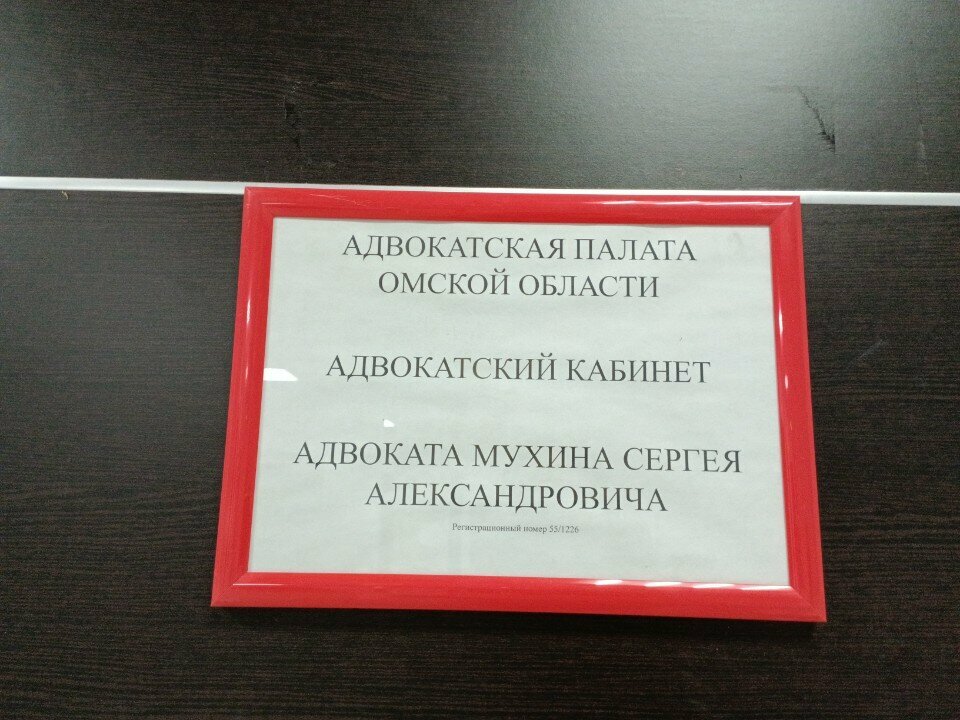 АДВОКАТСКАЯ ПАЛАТА
ОМСКОЙ ОБЛАСТИ
АДВОКАТСКИЙ КАБИНЕТ
АДВОКАТА МУХИНА СЕРГЕЯ
АЛЕКСАНДРОВИЧА
Регистрационный номер 55/1226